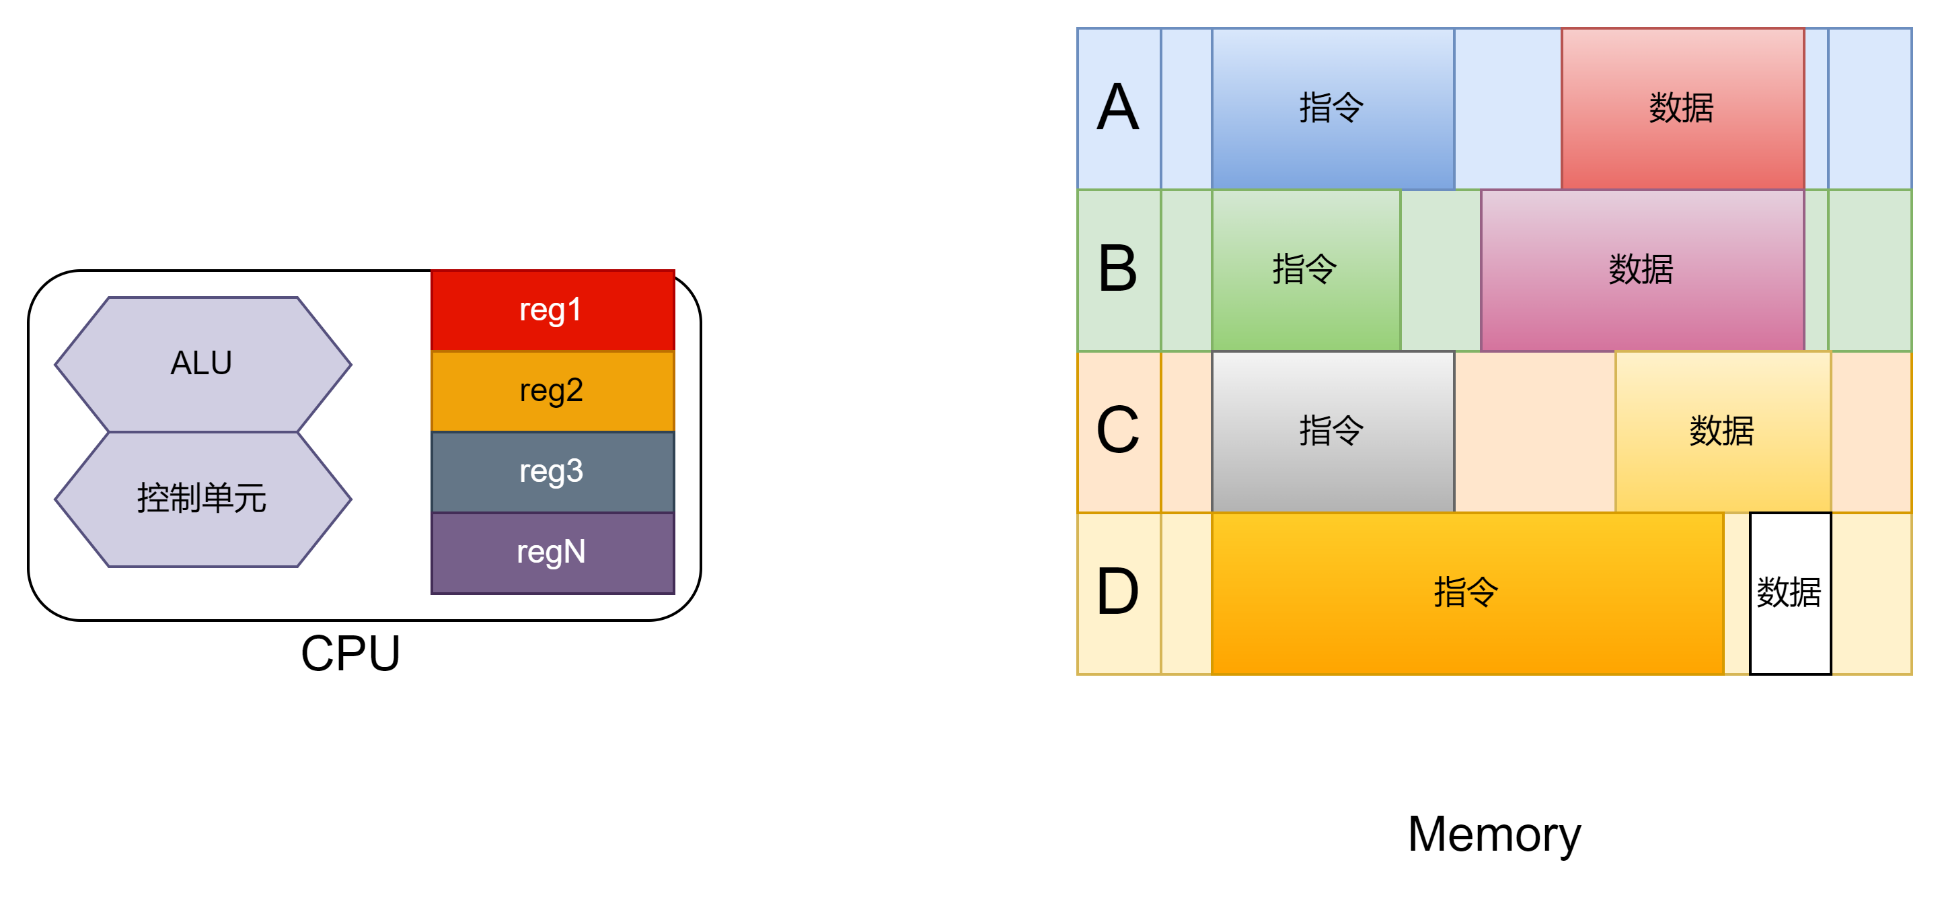 ALU
控制单元
reg1
reg2
reg3
regN
CPU
A
指令
数据
B
指令
数据
C
指令
数据
D
指令
数据
Memory